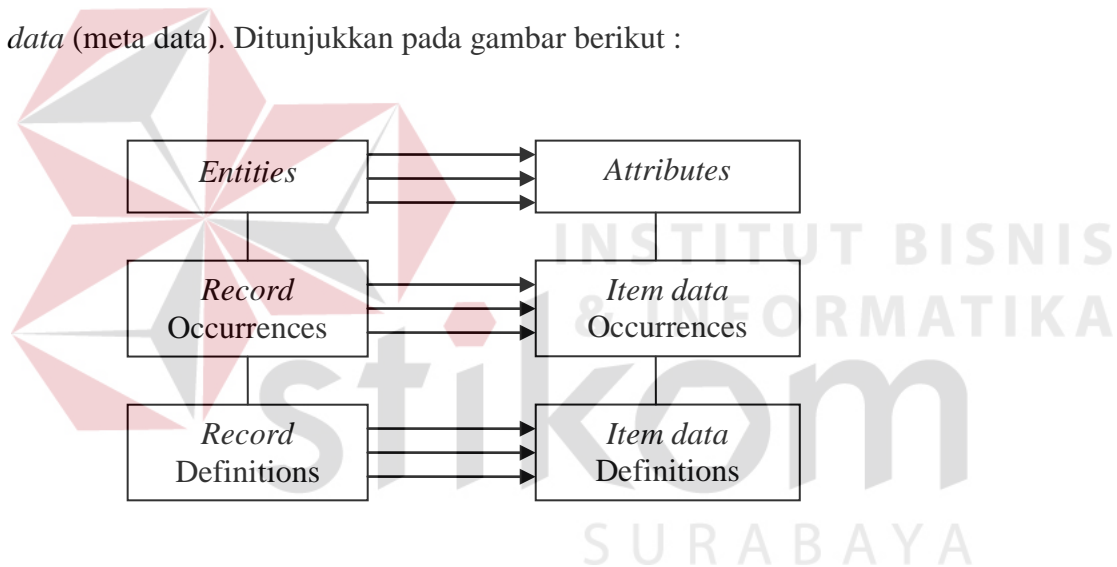 data (meta data). Ditunjukkan pada gambar berikut :
Entities
Attributes
Record
Occurrences
Item data
Occurrences
Record
Definitions
Item data
Definitions
INSTITUT BISNIS
& INFORMATIKA
stikom
SURABAYA